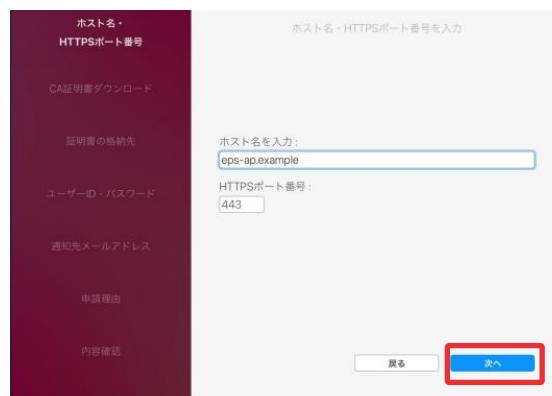 ホスト名・
HTTPSポート番号
CA証明書ダウンロード
証明書の格納先
ユーザーID・パスワード
通知先メールアドレス
申請理由
内容確認
ホスト名・HTTPSポート番号を入力
ホスト名を入力:
eps-ap.example
HTTPSポート番号:
443
戻る
次へ